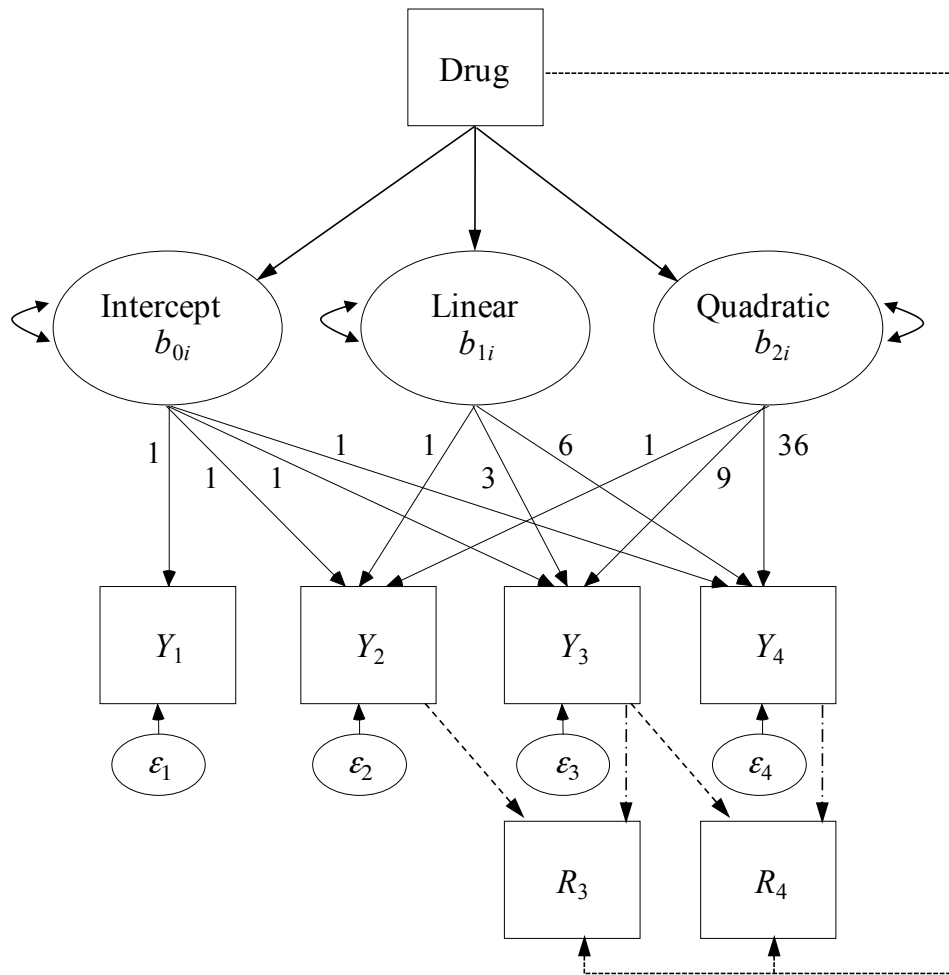 Drug
Intercept
b₀ᵢ
Linear
b₁ᵢ
Quadratic
b₂ᵢ
1 1 1 1 1 3 6 1 9 36
Y₁
Y₂
Y₃
Y₄
ε₁
ε₂
ε₃
ε₄
R₃
R₄